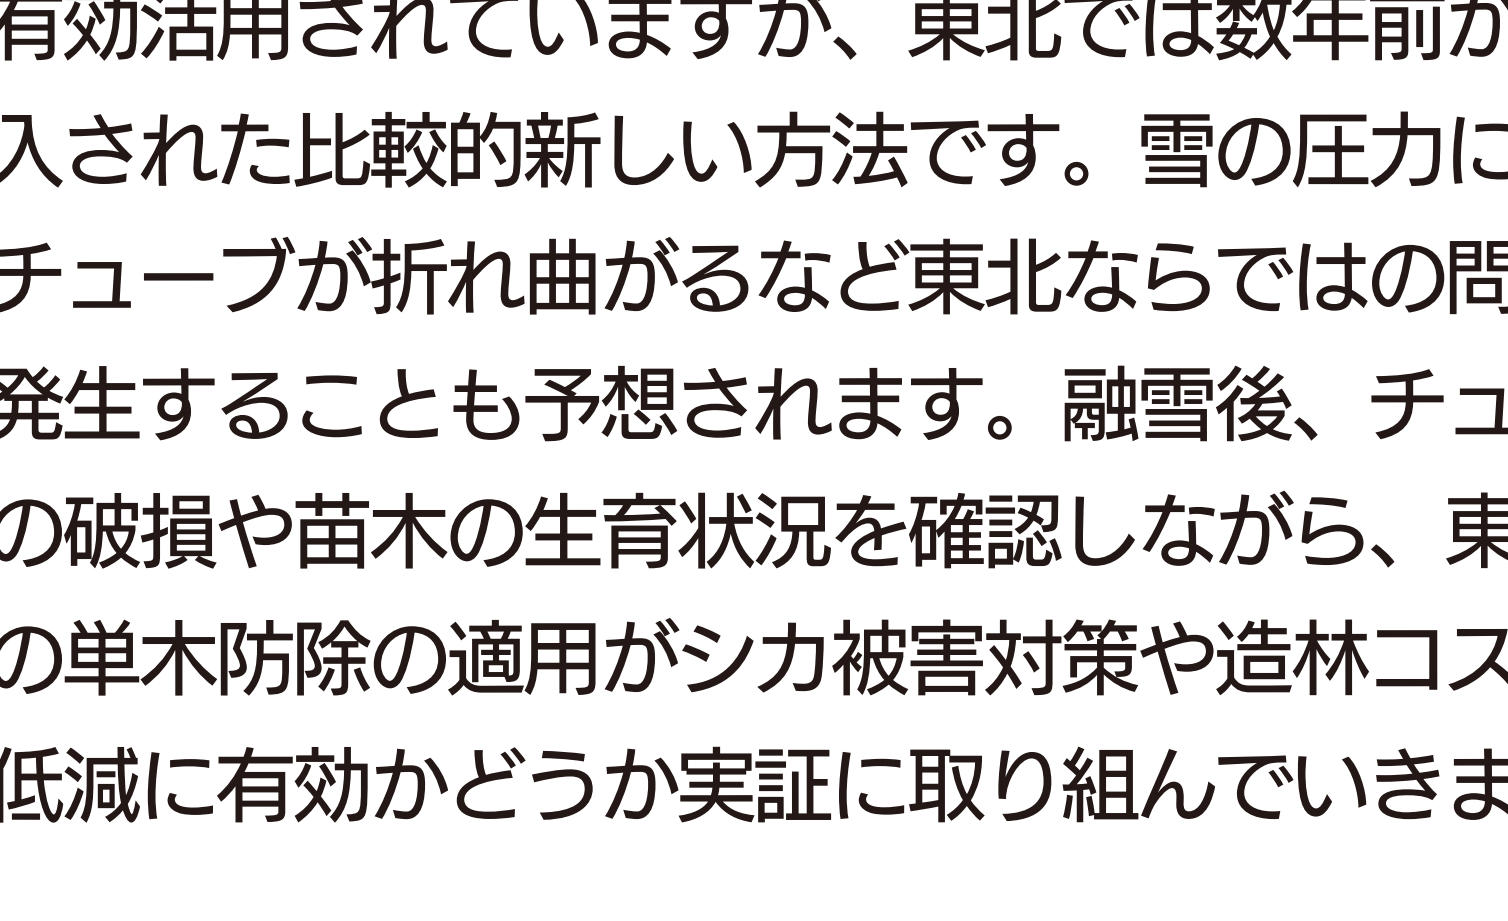 有効活用されていますが、東北では数年前か
入された比較的新しい方法です。雪の圧力に
チューブが折れ曲がるなど東北ならではの問
発生することも予想されます。融雪後、チュ
の破損や苗木の生育状況を確認しながら、東
の単木防除の適用がシカ被害対策や造林コス
低減に有効かどうか実証に取り組んでいきま